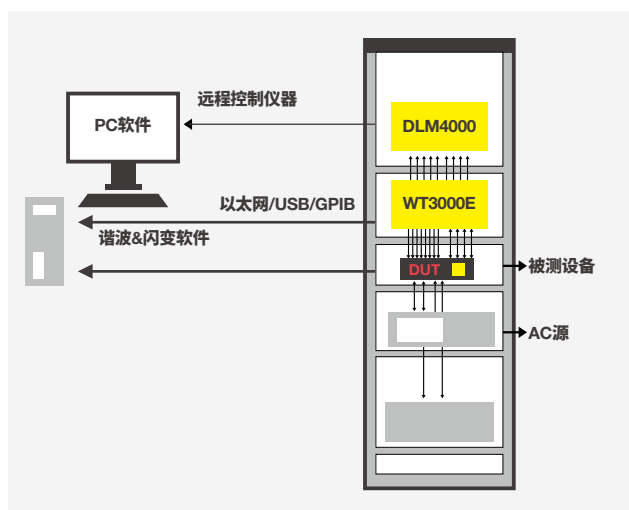 远程控制仪器
PC软件
DLM4000
以太网/USB/GPIB
WT3000E
谐波&闪变软件
DUT
被测设备
AC源